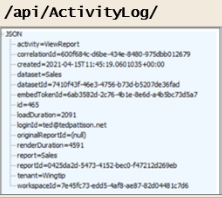 /api/ActivityLog/
JSON
activity=ViewReport
correlationId=600f684c-d6be-434e-8480-975dbb012679
created=2021-04-15T11:45:19.0601035+00:00
dataset=Sales
datasetId=7410f43f-46e3-4756-b73d-b5207de36fad
embedTokenId=6ab3582d-2c76-4b1e-8e6d-a4b5bc73d5a7
id=465
loadDuration=2091
loginId=ted@tedpattison.net
originalReportId=(null)
renderDuration=4591
report=Sales
reportId=0425da2d-5473-4152-bec0-f47212d269eb
tenant=Wingtip
workspaceId=7e45fc73-edd5-4af8-ae87-82d04481c7d6